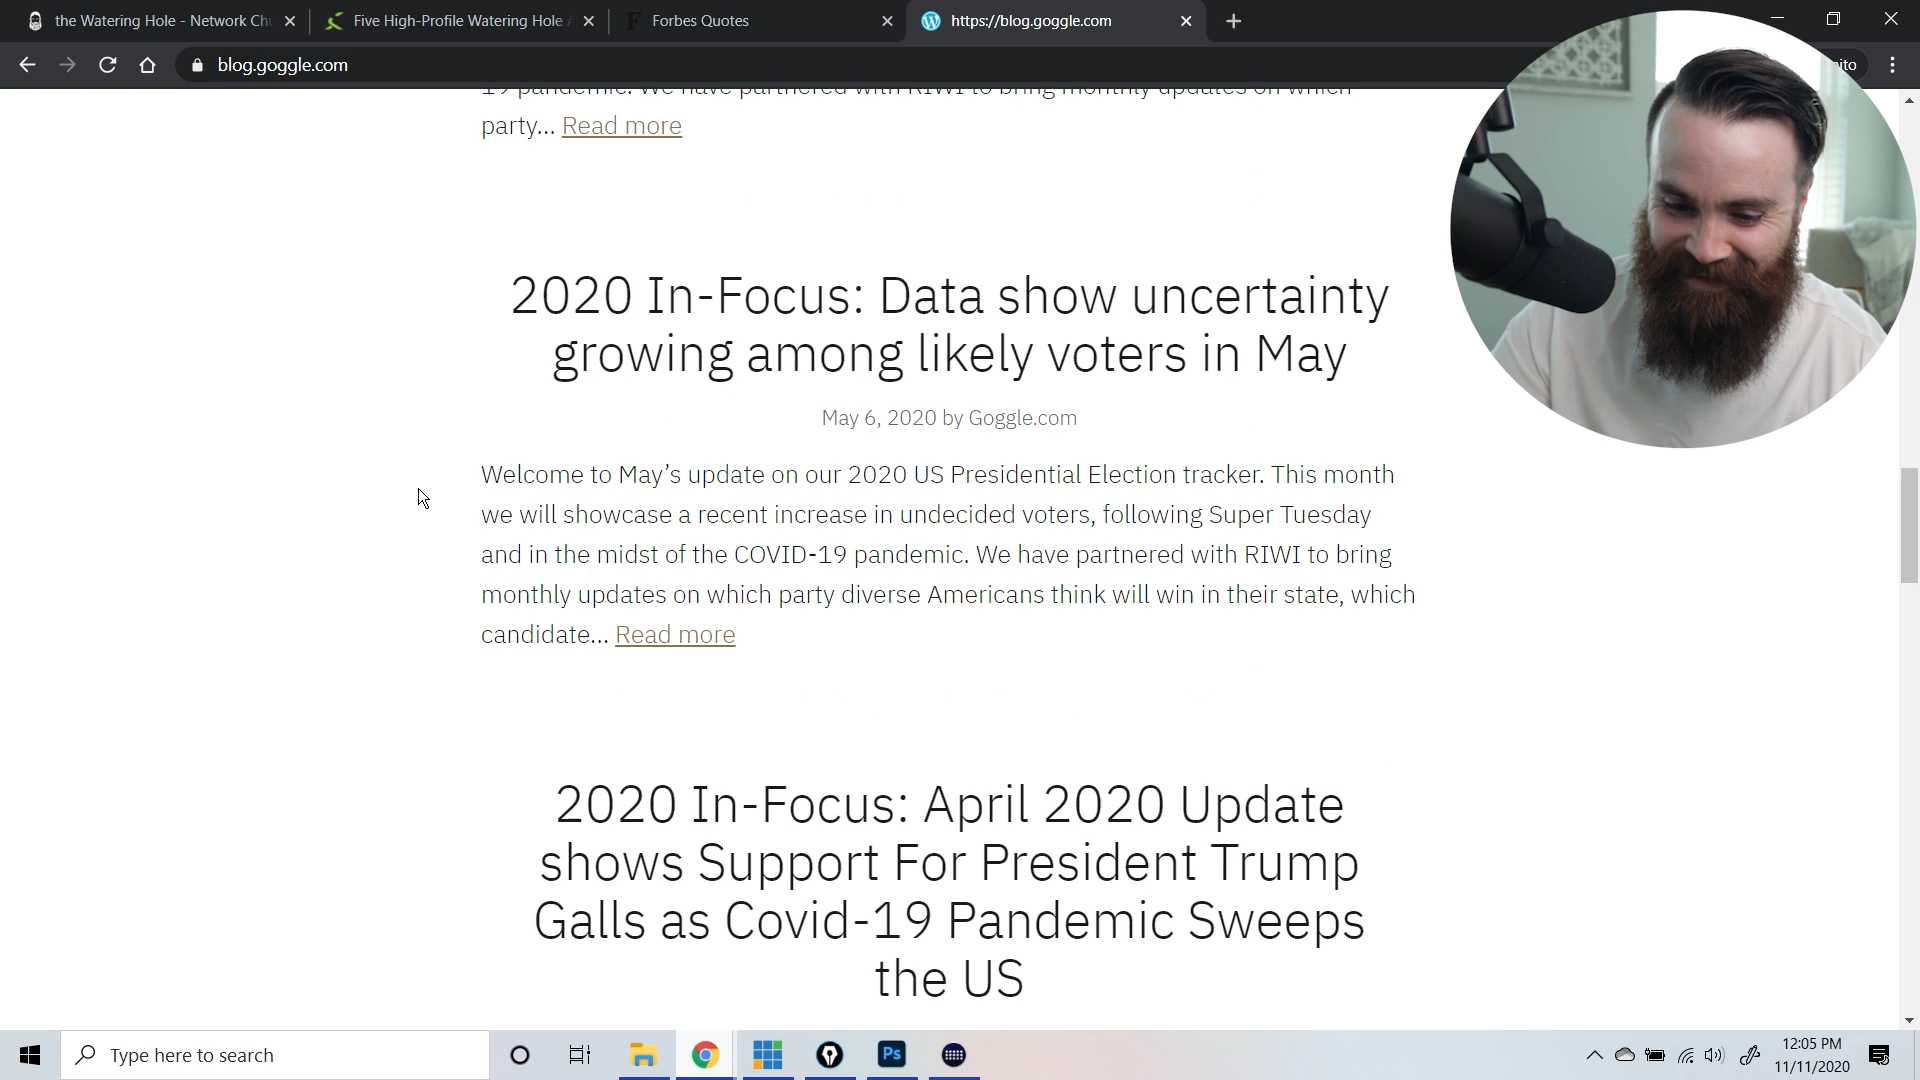 the Watering Hole - Network Chu
Five High-Profile Watering Hole A
Forbes Quotes
https://blog.goggle.com
blog.goggle.com
ito
19 pandemic. We have partnered with RIWI to bring monthly updates on which
party... Read more
2020 In-Focus: Data show uncertainty
growing among likely voters in May
May 6, 2020 by Goggle.com
Welcome to May’s update on our 2020 US Presidential Election tracker. This month
we will showcase a recent increase in undecided voters, following Super Tuesday
and in the midst of the COVID-19 pandemic. We have partnered with RIWI to bring
monthly updates on which party diverse Americans think will win in their state, which
candidate... Read more
2020 In-Focus: April 2020 Update
shows Support For President Trump
Galls as Covid-19 Pandemic Sweeps
the US
Type here to search
Ps
12:05 PM
11/11/2020